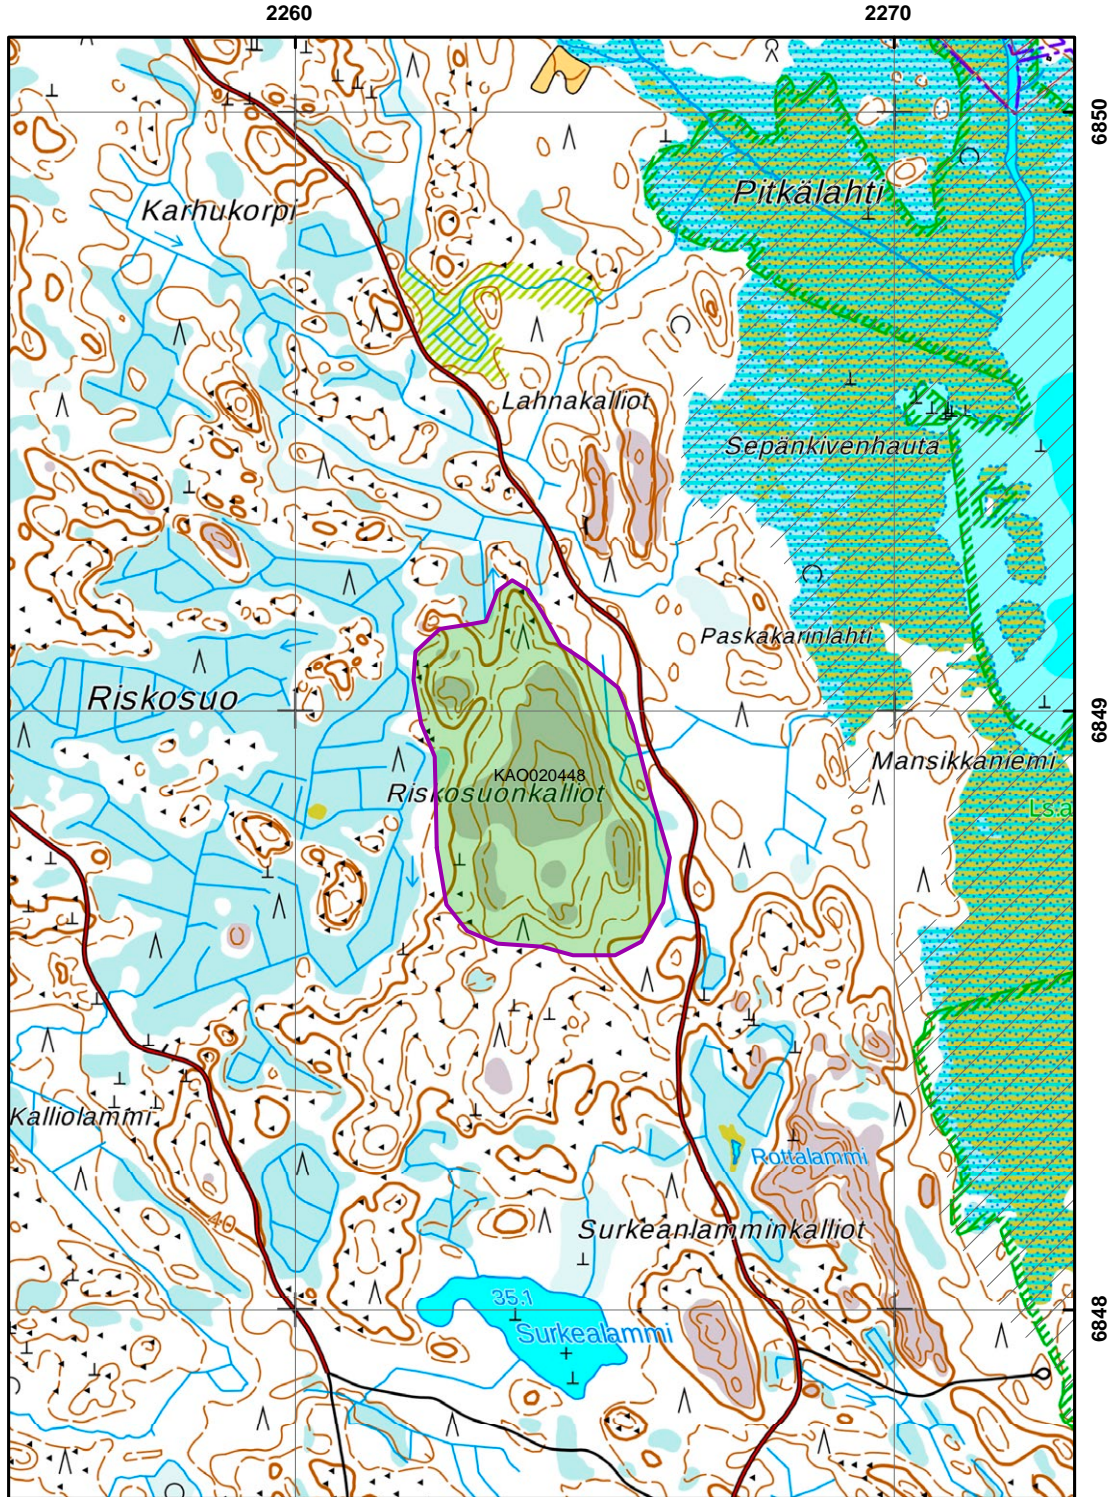 2260
2270
6850
Pitkälahti
Karhukorpi
Lahnakalliot
Sepänkivenhauta
Paskakarinlahti
Riskosuo
6849
Mansikkaniemi
KAO020448
Riskosuonkalliot
Ls.a
Kalliolammi
Rottalammi
40
Surkeanlamminkalliot
35.1
Surkealammi
6848